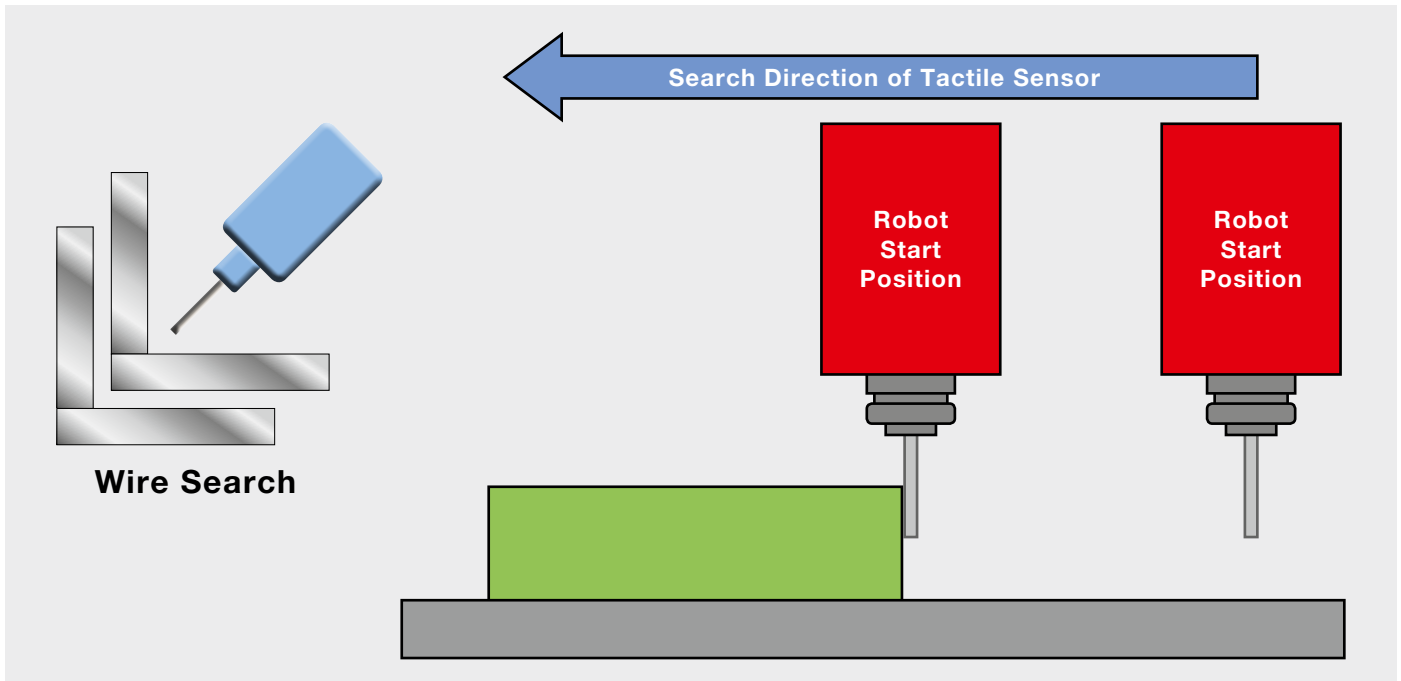 Search Direction of Tactile Sensor
Robot
Start
Position
Robot
Start
Position
Wire Search